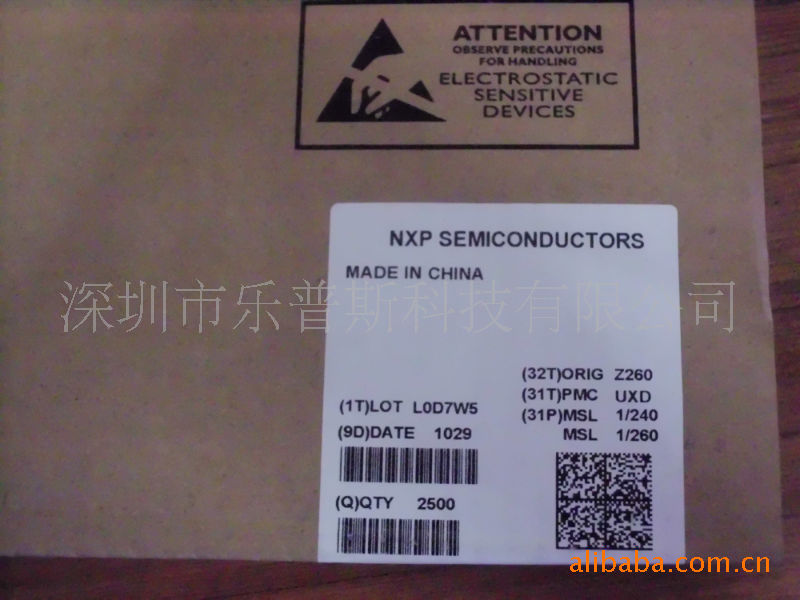 ATTENTION
OBSERVE PRECAUTIONS
FOR HANDLING
ELECTROSTATIC
SENSITIVE
DEVICES
NXP SEMICONDUCTORS
MADE IN CHINA
深圳市乐普斯科技有限公司
(32T)ORIG Z260
(31T)PMC UXD
(1T)LOT L0D7W5
(31P)MSL 1/240
(9D)DATE 1029
MSL 1/260
(Q)QTY 2500
alibaba.com.cn